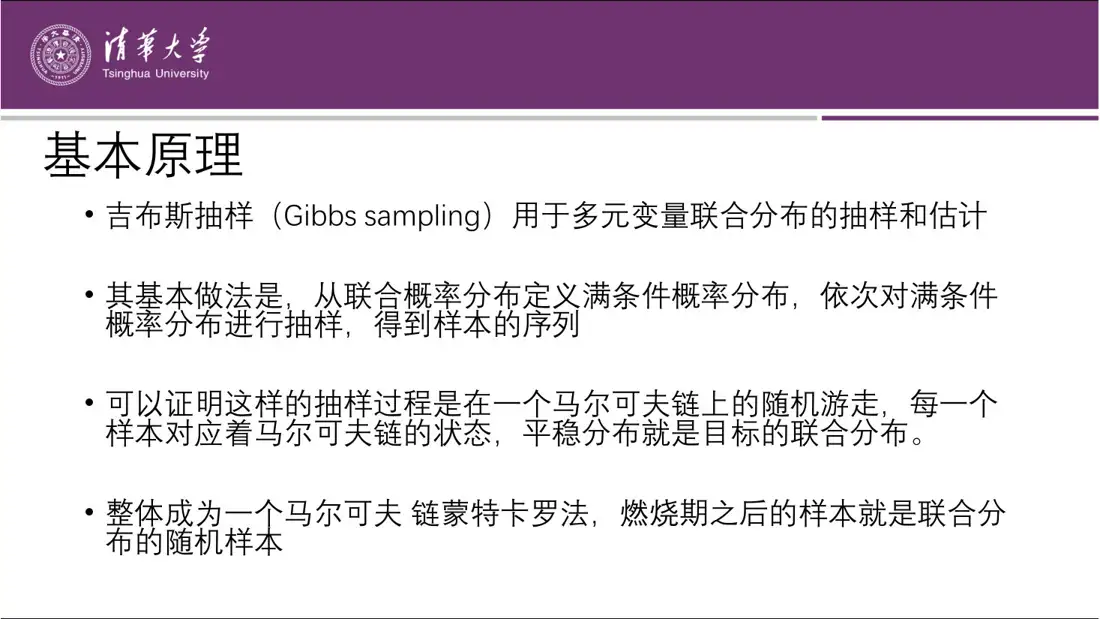 清华大学
Tsinghua University
基本原理
• 吉布斯抽样（Gibbs sampling）用于多元变量联合分布的抽样和估计
• 其基本做法是，从联合概率分布定义满条件概率分布，依次对满条件
概率分布进行抽样，得到样本的序列
• 可以证明这样的抽样过程是在一个马尔可夫链上的随机游走，每一个
样本对应着马尔可夫链的状态，平稳分布就是目标的联合分布。
• 整体成为一个马尔可夫 链蒙特卡罗法，燃烧期之后的样本就是联合分
布的随机样本